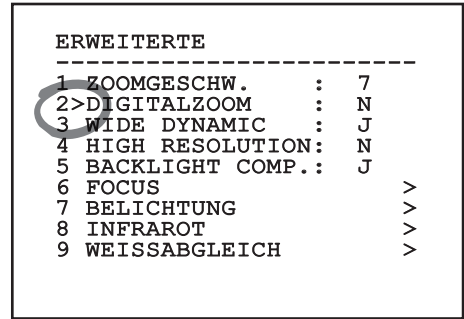 ERWEITERTE
-------------------------
1 ZOOMGESCHW. : 7
2>DIGITALZOOM : N
3 WIDE DYNAMIC : J
4 HIGH RESOLUTION: N
5 BACKLIGHT COMP.: J
6 FOCUS >
7 BELICHTUNG >
8 INFRAROT >
9 WEISSABGLEICH >